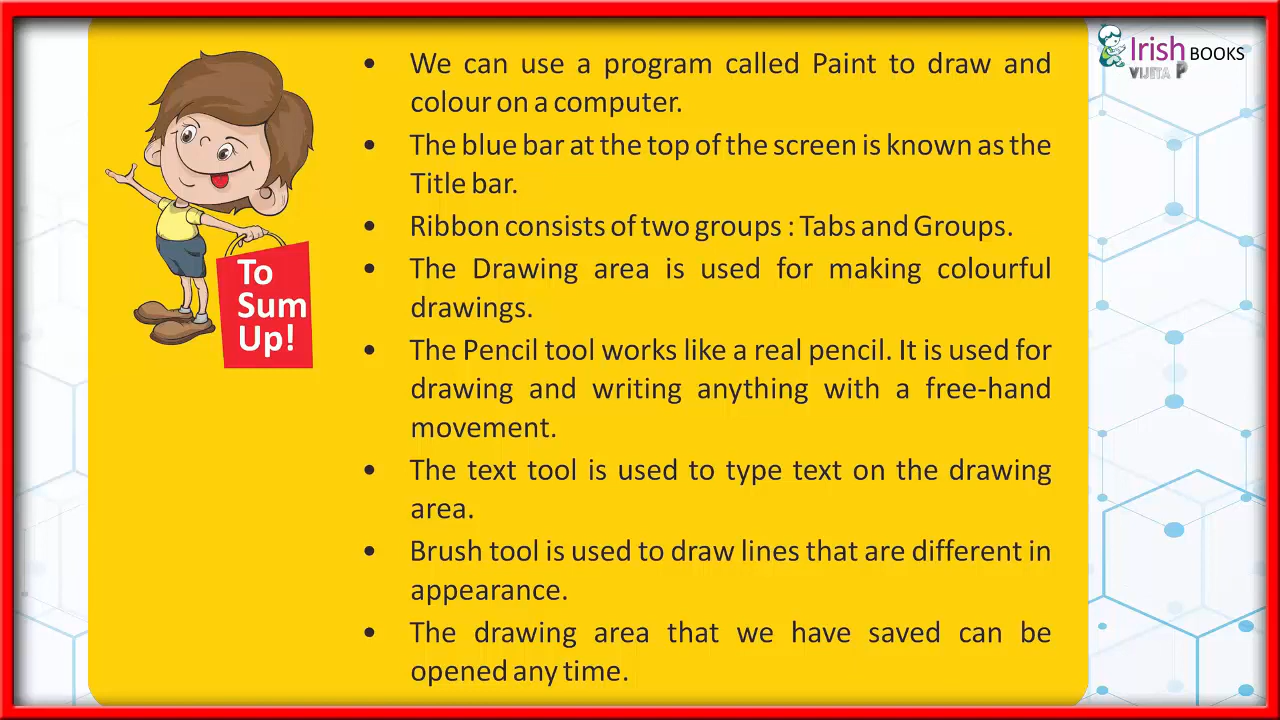 Irish BOOKS
VIJETA P
To
Sum
Up!
• We can use a program called Paint to draw and
colour on a computer.
• The blue bar at the top of the screen is known as the
Title bar.
• Ribbon consists of two groups : Tabs and Groups.
• The Drawing area is used for making colourful
drawings.
• The Pencil tool works like a real pencil. It is used for
drawing and writing anything with a free-hand
movement.
• The text tool is used to type text on the drawing
area.
• Brush tool is used to draw lines that are different in
appearance.
• The drawing area that we have saved can be
opened any time.